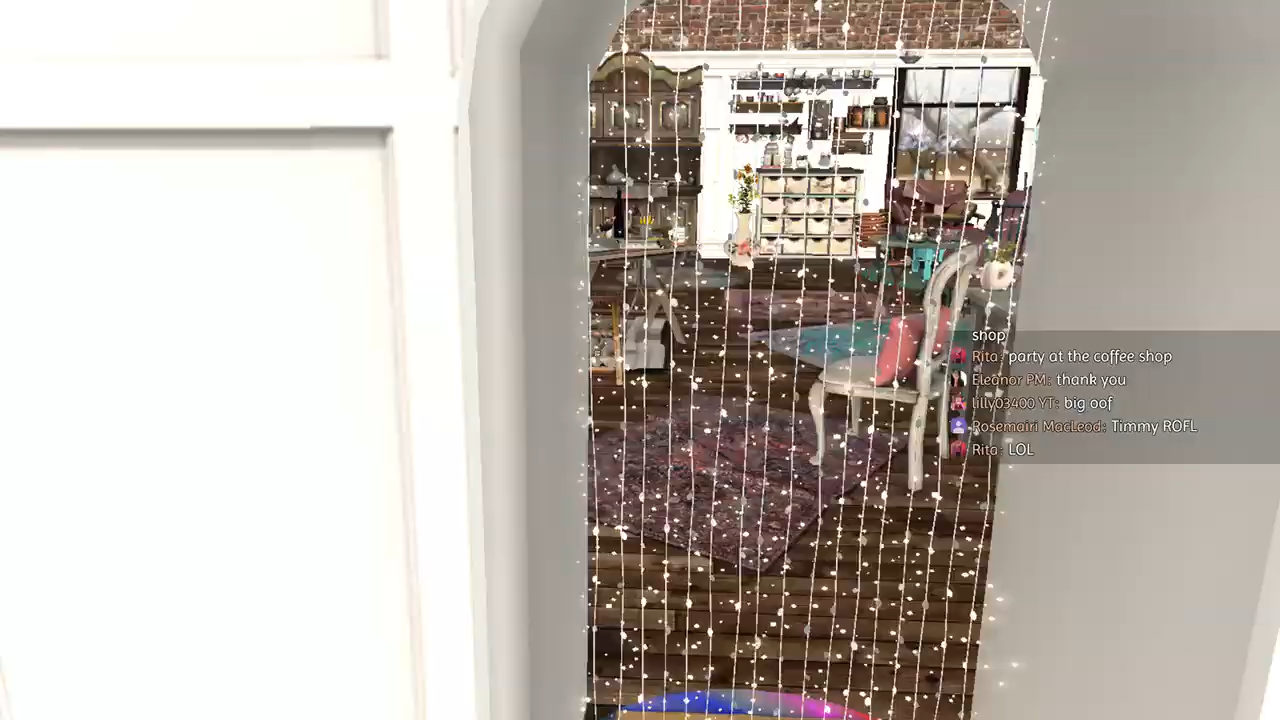 shop
Rita: party at the coffee shop
Eleanor PM: thank you
lilly03400 YT: big oof
Rosemairi MacLeod: Timmy ROFL
Rita: LOL